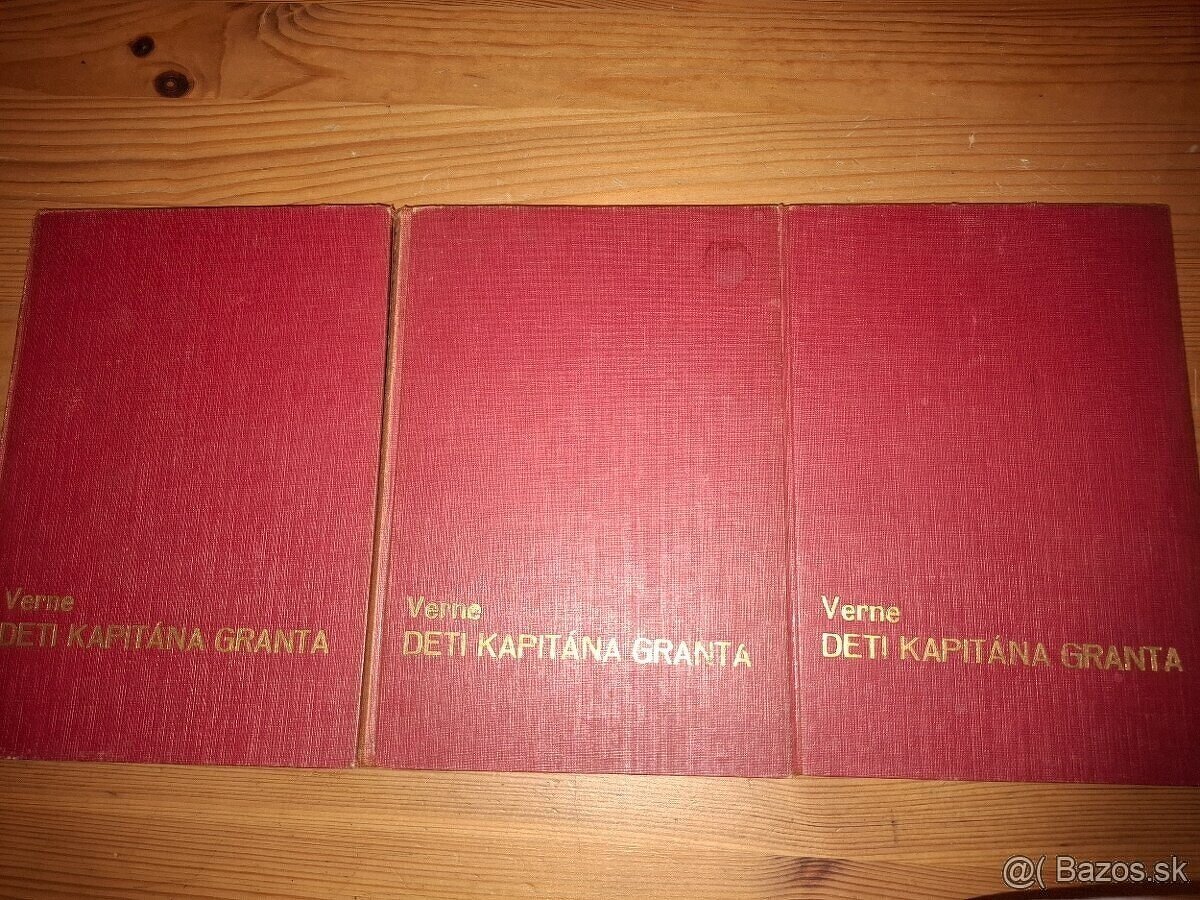 Verne
DETI KAPITÁNA GRANTA
Verne
DETI KAPITÁNA GRANTA
Verne
DETI KAPITÁNA GRANTA
@( Bazos.sk